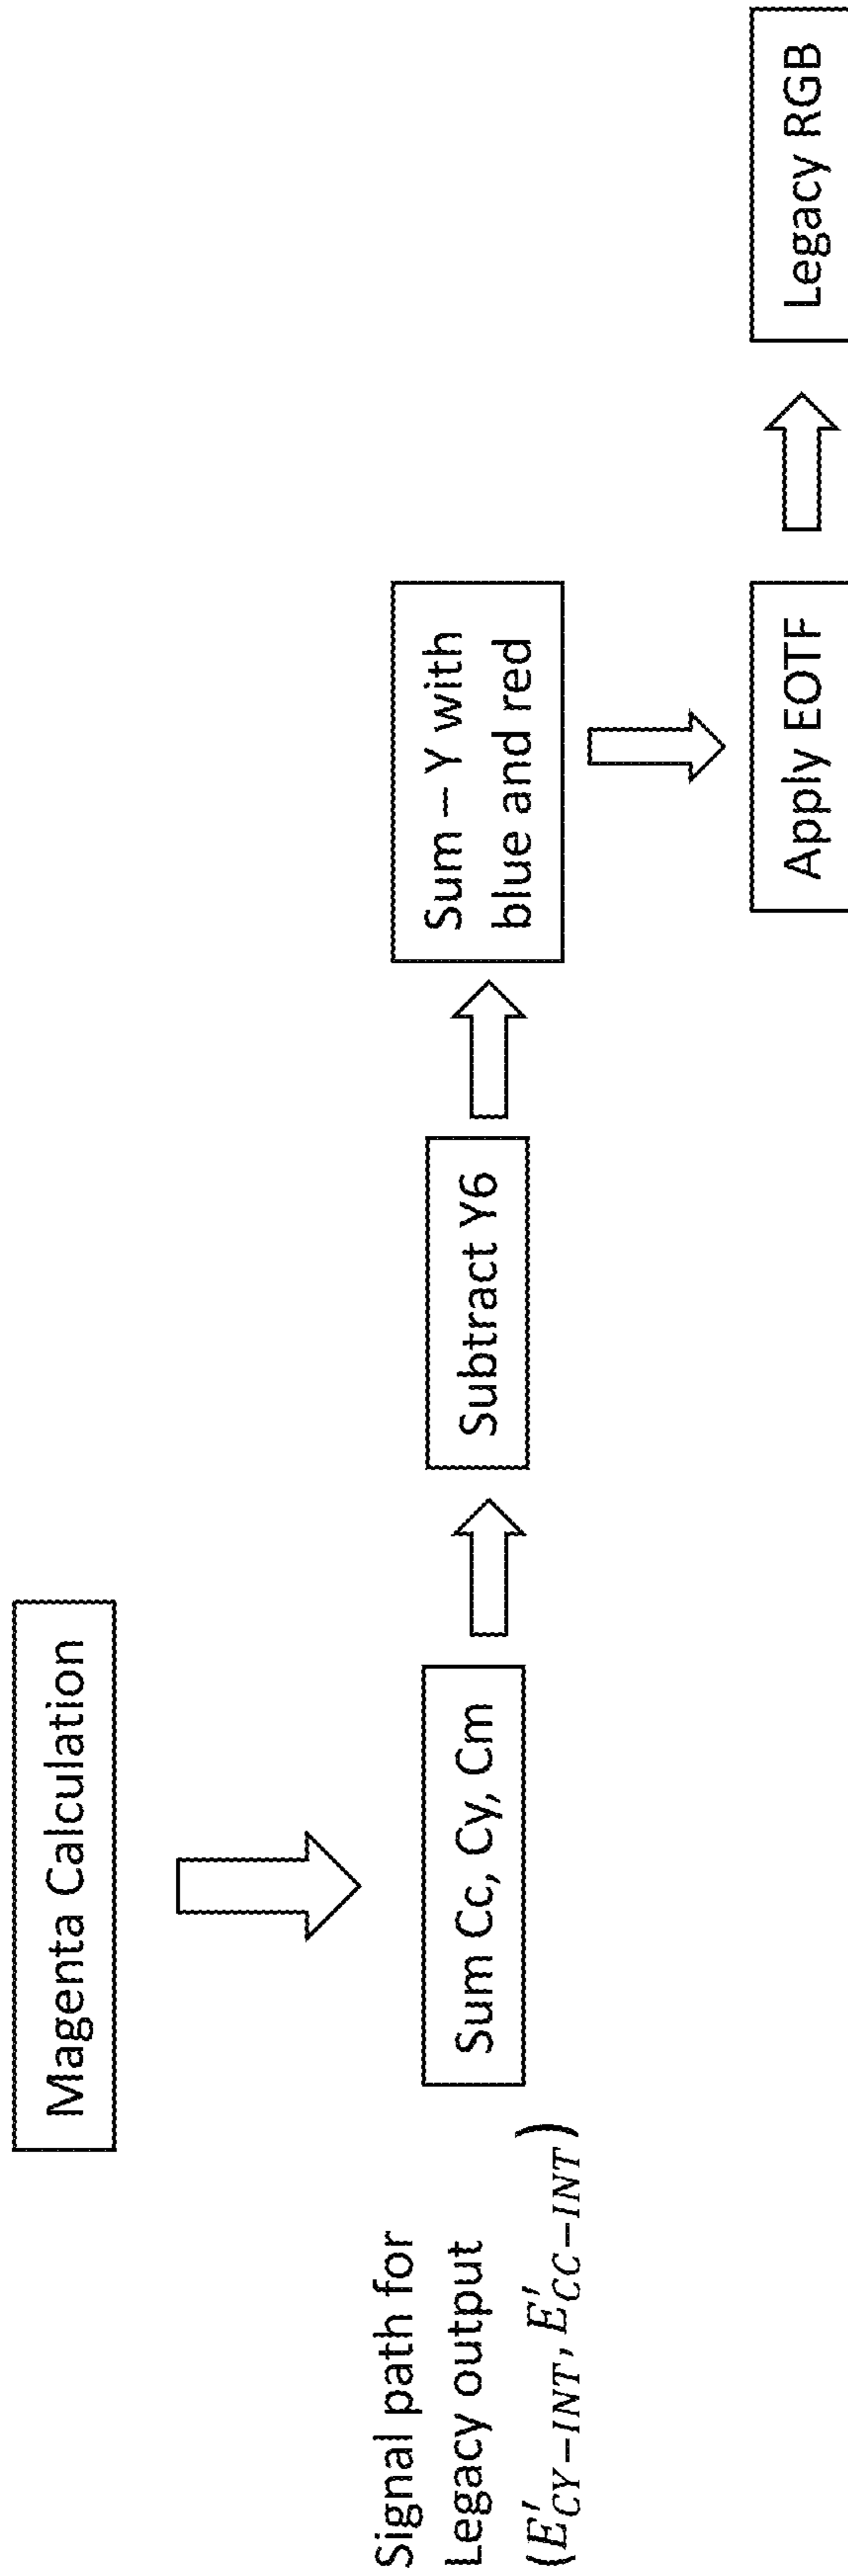 Magenta Calculation
Signal path for
Legacy output
(E′CY−INT, E′CC−INT)
Sum Cc, Cy, Cm
Subtract Y6
Sum – Y with
blue and red
Apply EOTF
Legacy RGB